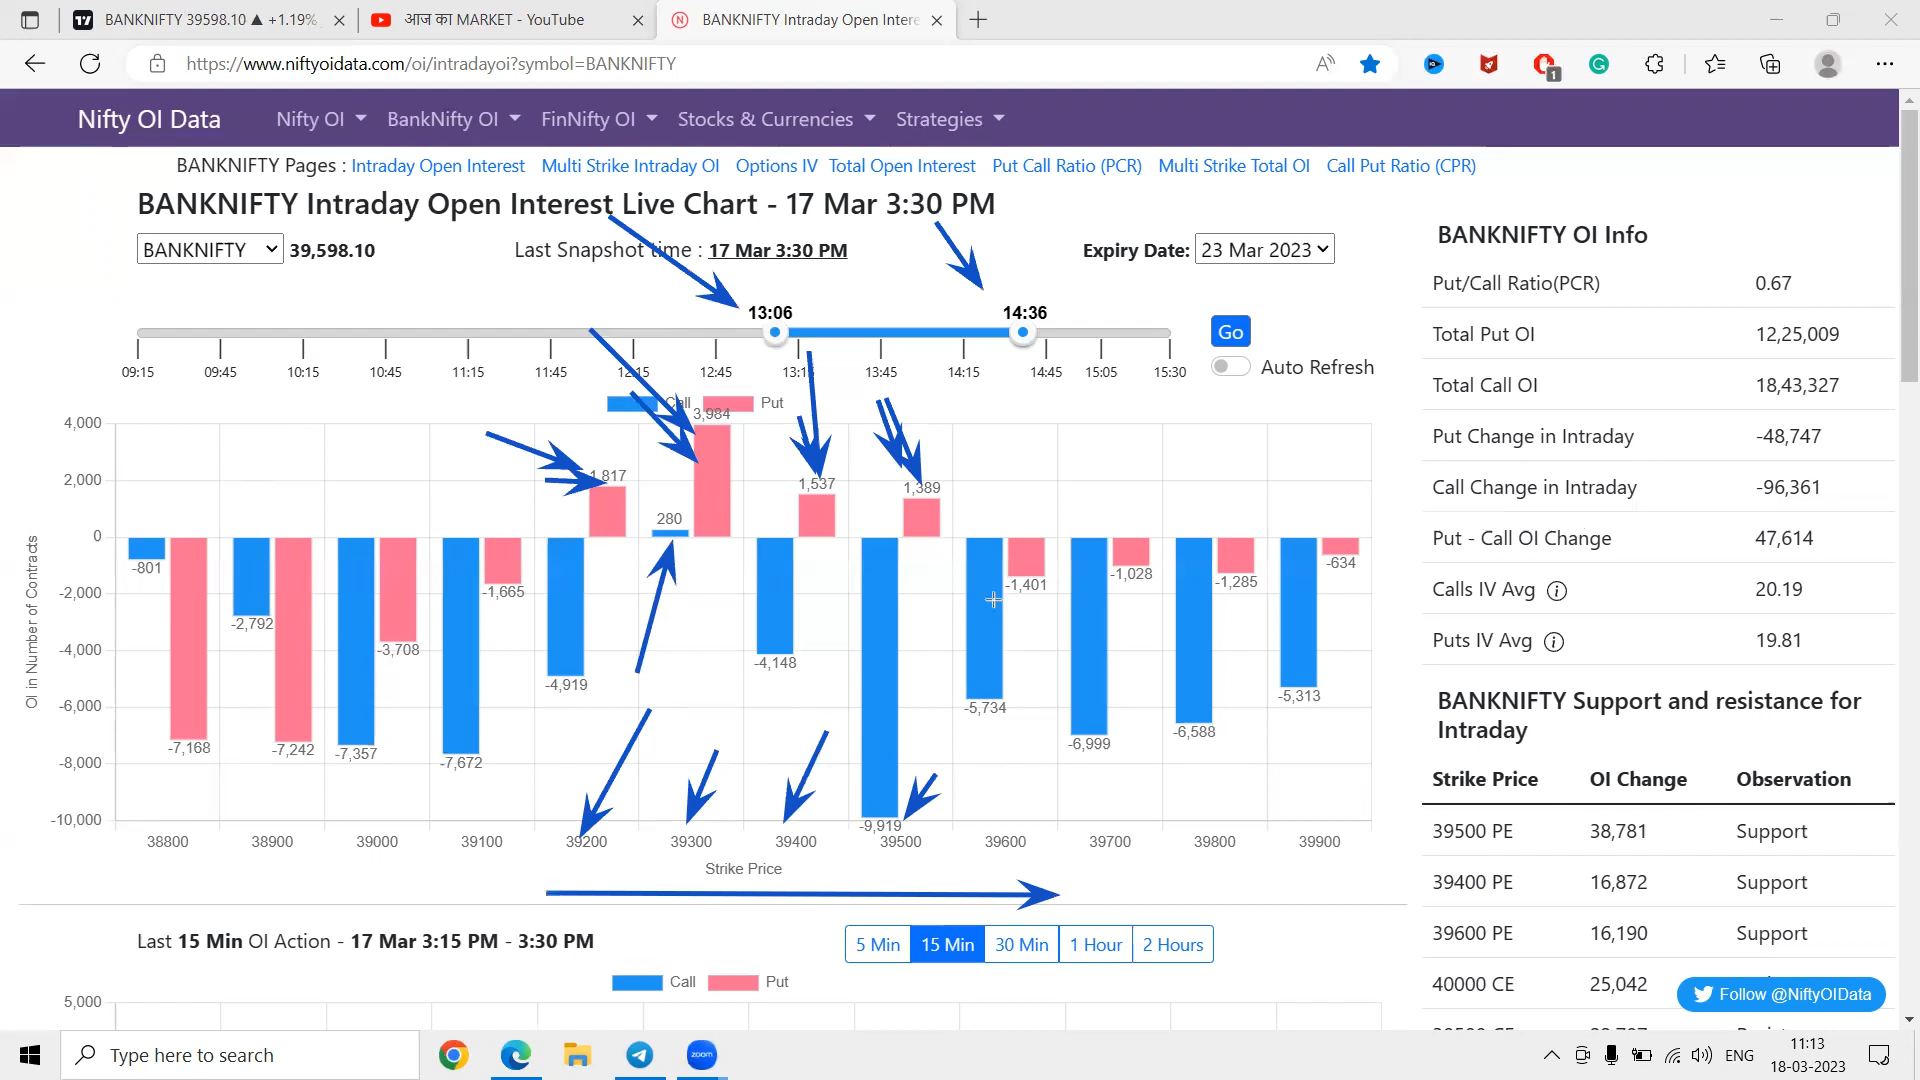 BANKNIFTY 39598.10 ▲ +1.19%
आज का MARKET - YouTube
BANKNIFTY Intraday Open Intere
https://www.niftyoidata.com/oi/intradayoi?symbol=BANKNIFTY
1
Nifty OI Data
Nifty OI BankNifty OI FinNifty OI Stocks & Currencies Strategies
BANKNIFTY Pages : Intraday Open Interest Multi Strike Intraday OI Options IV Total Open Interest Put Call Ratio (PCR) Multi Strike Total OI Call Put Ratio (CPR)
BANKNIFTY Intraday Open Interest Live Chart - 17 Mar 3:30 PM
BANKNIFTY 39,598.10 Last Snapshot time : 17 Mar 3:30 PM Expiry Date: 23 Mar 2023
13:06 14:36
Go
09:15 09:45 10:15 10:45 11:15 11:45 12:15 12:45 13:15 13:45 14:15 14:45 15:05 15:30
Auto Refresh
Call Put
OI in Number of Contracts
4,000
2,000
0
-2,000
-4,000
-6,000
-8,000
-10,000
-801 -7,168
-2,792 -7,242
-7,357 -3,708
-7,672 -1,665
-4,919 1,817
280 3,984
-4,148 1,537
-9,919 1,389
-5,734 -1,401
-6,999 -1,028
-6,588 -1,285
-5,313 -634
38800 38900 39000 39100 39200 39300 39400 39500 39600 39700 39800 39900
Strike Price
Last 15 Min OI Action - 17 Mar 3:15 PM - 3:30 PM
5 Min 15 Min 30 Min 1 Hour 2 Hours
Call Put
5,000
BANKNIFTY OI Info
Put/Call Ratio(PCR) 0.67
Total Put OI 12,25,009
Total Call OI 18,43,327
Put Change in Intraday -48,747
Call Change in Intraday -96,361
Put - Call OI Change 47,614
Calls IV Avg 20.19
Puts IV Avg 19.81
BANKNIFTY Support and resistance for
Intraday
Strike Price OI Change Observation
39500 PE 38,781 Support
39400 PE 16,872 Support
39600 PE 16,190 Support
40000 CE 25,042
Follow @NiftyOIData
Type here to search
zoom
ENG
11:13
18-03-2023